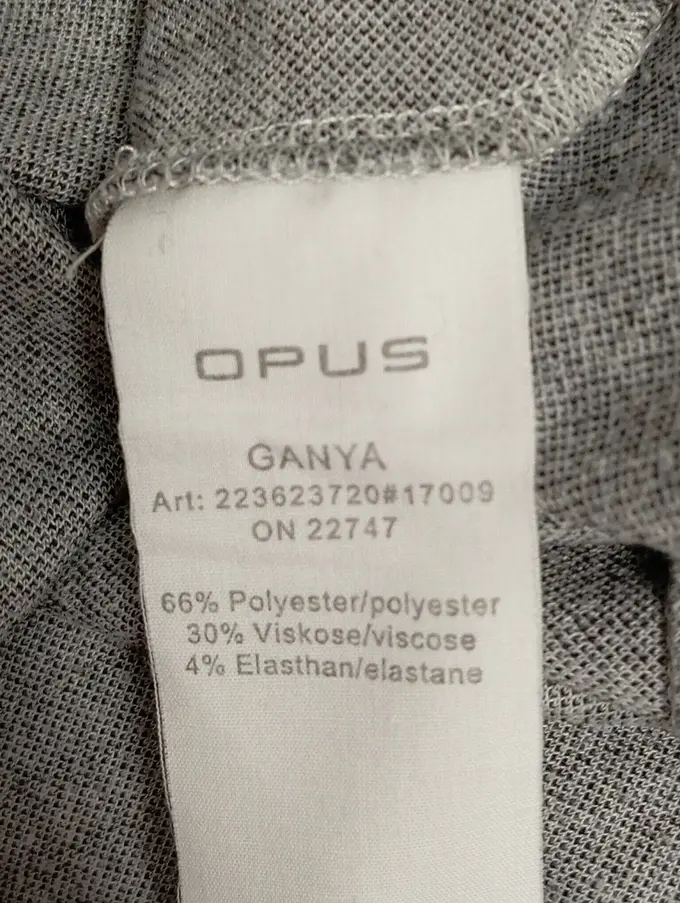 OPUS
GANYA
Art: 223623720#17009
ON 22747
66% Polyester/polyester
30% Viskose/viscose
4% Elasthan/elastane